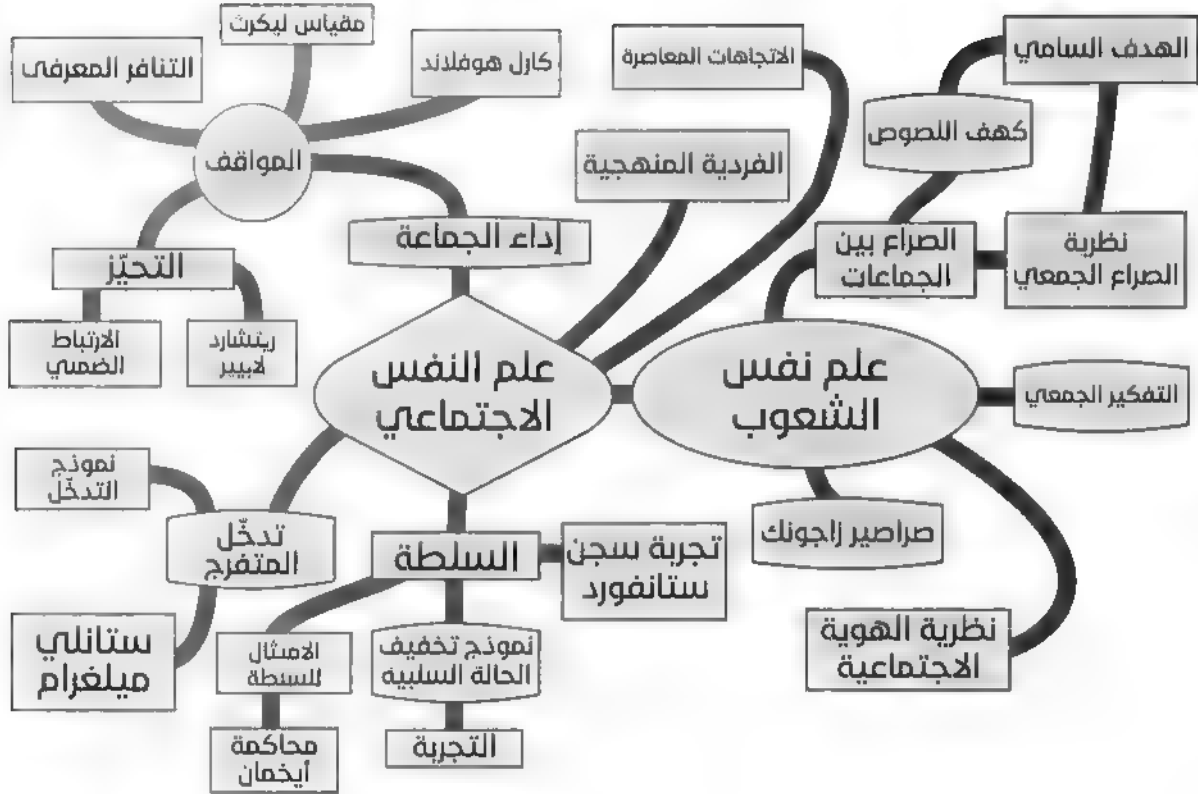 مقياس ليكرث
التنافر المعرفي
كارل هوفلاند
المواقف
التحيّز
الارتباط
الضمني
ريتشارد
لابيير
إداء الجماعة
الاتجاهات المعاصرة
الفردية المنهجية
الهدف السامي
كهف اللصوص
الصراع بين
الجماعات
نظرية
الصراع الجمعي
علم النفس
الاجتماعي
علم نفس
الشعوب
التفكير الجمعي
صراصير زاجونك
نظرية الهوية
الاجتماعية
نموذج
التدخّل
تدخّل
المتفرج
ستانلي
ميلغرام
السلطة
تجربة سجن
ستانفورد
الامتثال
للسلطة
محاكمة
أيخمان
نموذج تخفيف
الحالة السلبية
التجربة